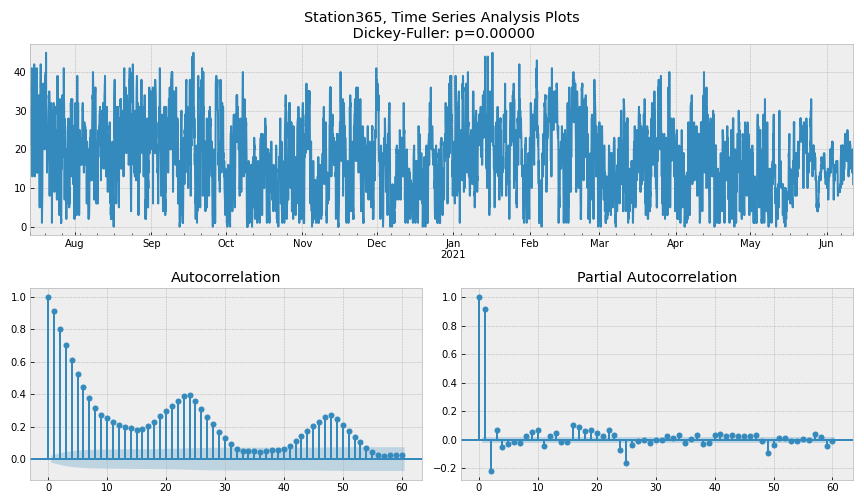 Station365, Time Series Analysis Plots
Dickey-Fuller: p=0.00000
40
30
20
10
0
Aug Sep Oct Nov Dec Jan Feb Mar Apr May Jun
2021
Autocorrelation
1.0
0.8
0.6
0.4
0.2
0.0
0 10 20 30 40 50 60
Partial Autocorrelation
1.0
0.8
0.6
0.4
0.2
0.0
−0.2
0 10 20 30 40 50 60